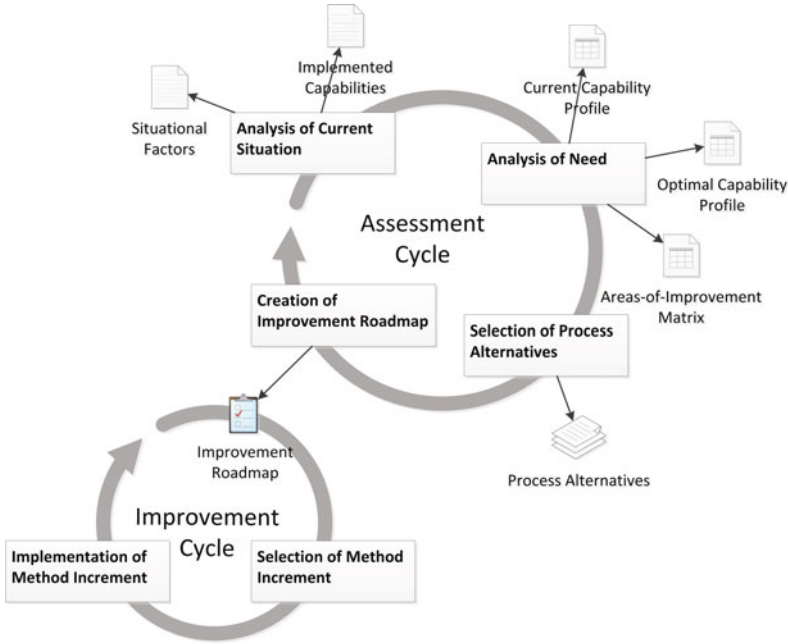 Implemented
Capabilities
Situational
Factors
Analysis of Current
Situation
Current Capability
Profile
Analysis of Need
Optimal Capability
Profile
Areas-of-Improvement
Matrix
Assessment
Cycle
Creation of
Improvement Roadmap
Selection of Process
Alternatives
Process Alternatives
Improvement
Roadmap
Improvement
Cycle
Implementation of
Method Increment
Selection of Method
Increment